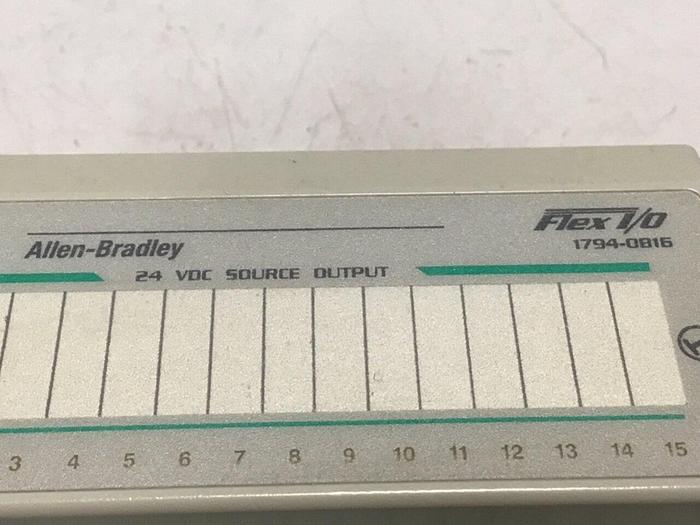 Flex I/O
Allen-Bradley
1794-OB16
24 VDC SOURCE OUTPUT
3 4 5 6 7 8 9 10 11 12 13 14 15